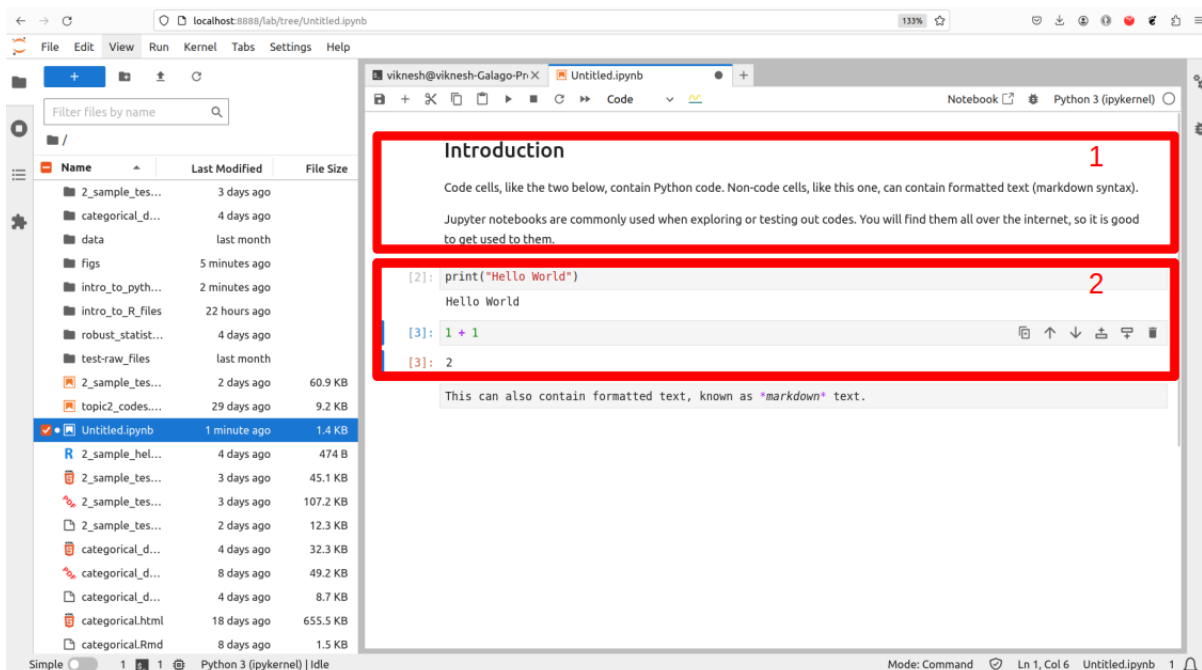 localhost:8888/lab/tree/Untitled.ipynb
133%
File Edit View Run Kernel Tabs Settings Help
+
Filter files by name
/
Name Last Modified File Size
2_sample_tes... 3 days ago
categorical_d... 4 days ago
data last month
figs 5 minutes ago
intro_to_pyth... 2 minutes ago
intro_to_R_files 22 hours ago
robust_statist... 4 days ago
test-raw_files last month
2_sample_tes... 2 days ago 60.9 KB
topic2_codes.... 29 days ago 9.2 KB
Untitled.ipynb 1 minute ago 1.4 KB
R 2_sample_hel... 4 days ago 474 B
2_sample_tes... 3 days ago 45.1 KB
2_sample_tes... 3 days ago 107.2 KB
2_sample_tes... 2 days ago 12.3 KB
categorical_d... 4 days ago 32.3 KB
categorical_d... 8 days ago 49.2 KB
categorical_d... 4 days ago 8.7 KB
categorical.html 18 days ago 655.5 KB
categorical.Rmd 8 days ago 1.5 KB
viknesh@viknesh-Galago-Pr Untitled.ipynb
Code Notebook Python 3 (ipykernel)
Introduction
1
Code cells, like the two below, contain Python code. Non-code cells, like this one, can contain formatted text (markdown syntax).
Jupyter notebooks are commonly used when exploring or testing out codes. You will find them all over the internet, so it is good
to get used to them.
[2]: print("Hello World")
2
Hello World
[3]: 1 + 1
[3]: 2
This can also contain formatted text, known as *markdown* text.
Simple 1 1 Python 3 (ipykernel) | Idle Mode: Command Ln 1, Col 6 Untitled.ipynb 1